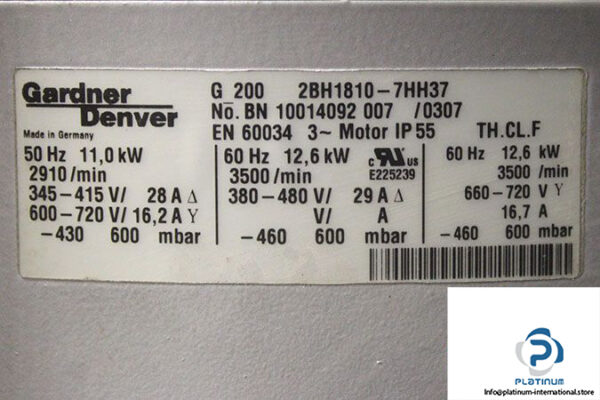 Gardner Denver
Made in Germany
G 200 2BH1810-7HH37
No. BN 10014092 007 /0307
EN 60034 3~ Motor IP 55 TH.CL.F
50 Hz 11,0 kW
2910 /min
345-415 V/ 28 A Δ
600-720 V/ 16,2 A Y
-430 600 mbar
60 Hz 12,6 kW
3500 /min
380-480 V/ 29 A Δ
V/ A
-460 600 mbar
c RU us
E225239
60 Hz 12,6 kW
3500 /min
660-720 V Y
16,7 A
-460 600 mbar
PLATINUM
info@platinum-international.store